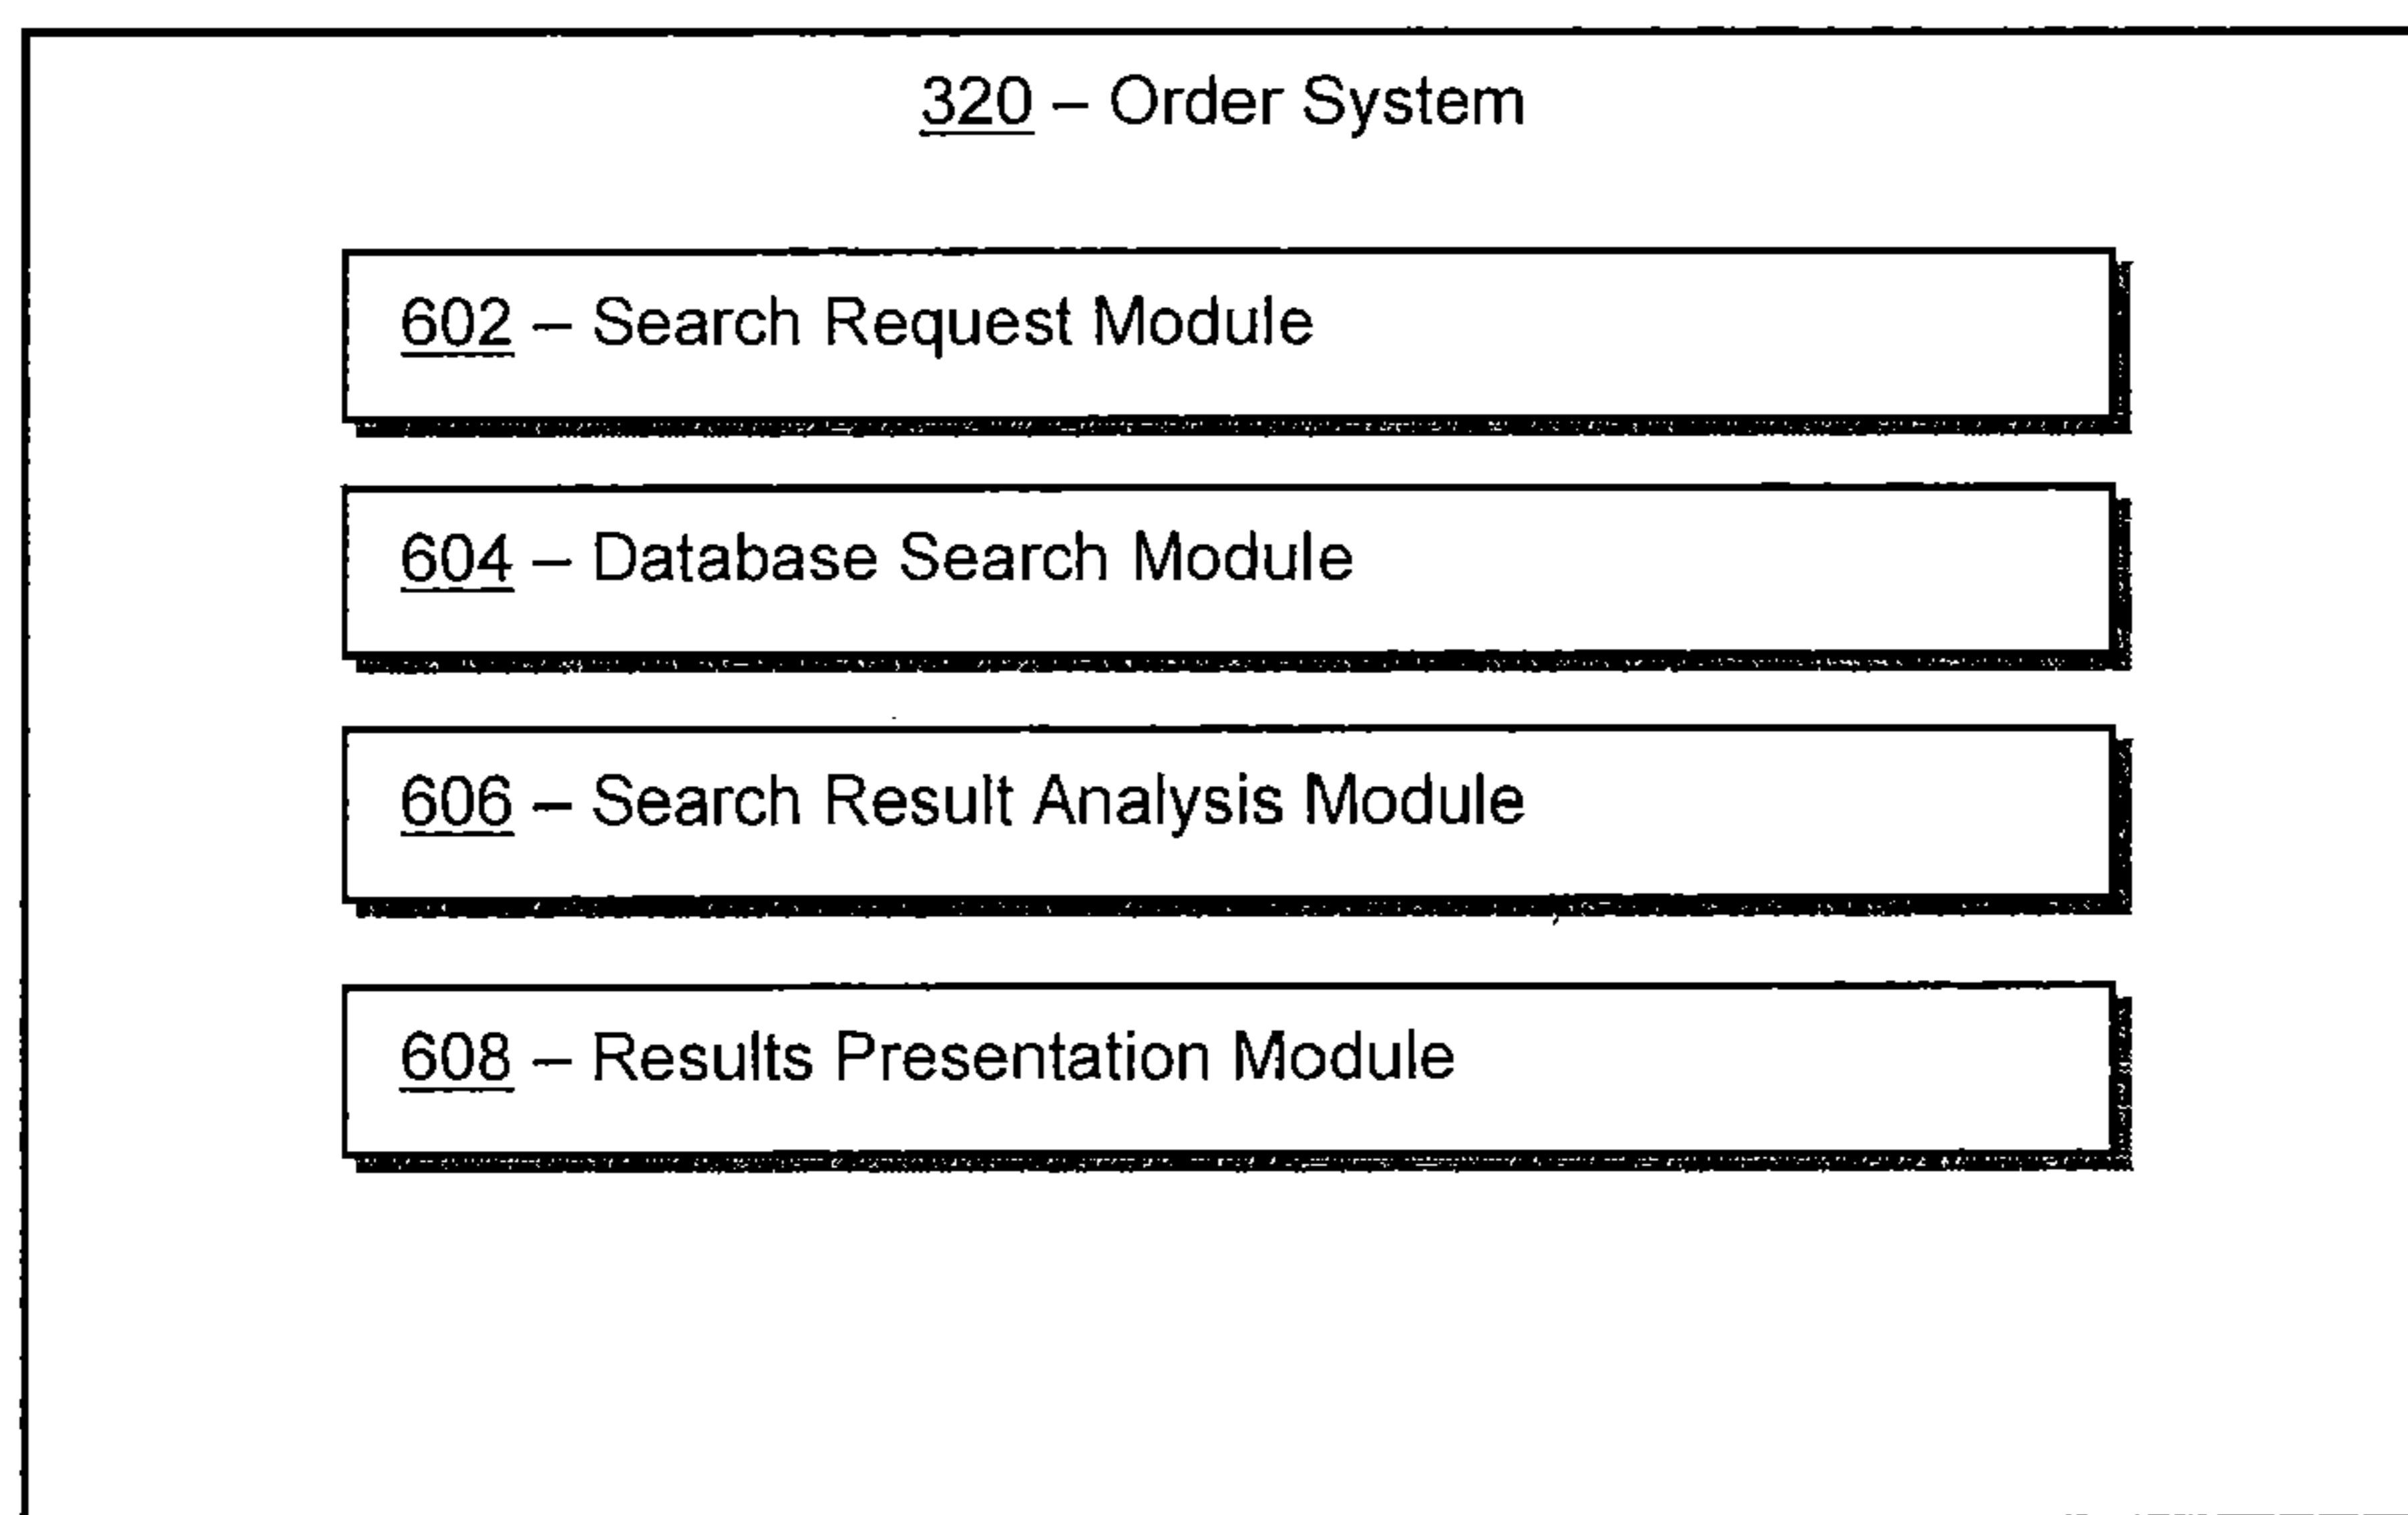 320 – Order System
602 – Search Request Module
604 – Database Search Module
606 – Search Result Analysis Module
608 – Results Presentation Module